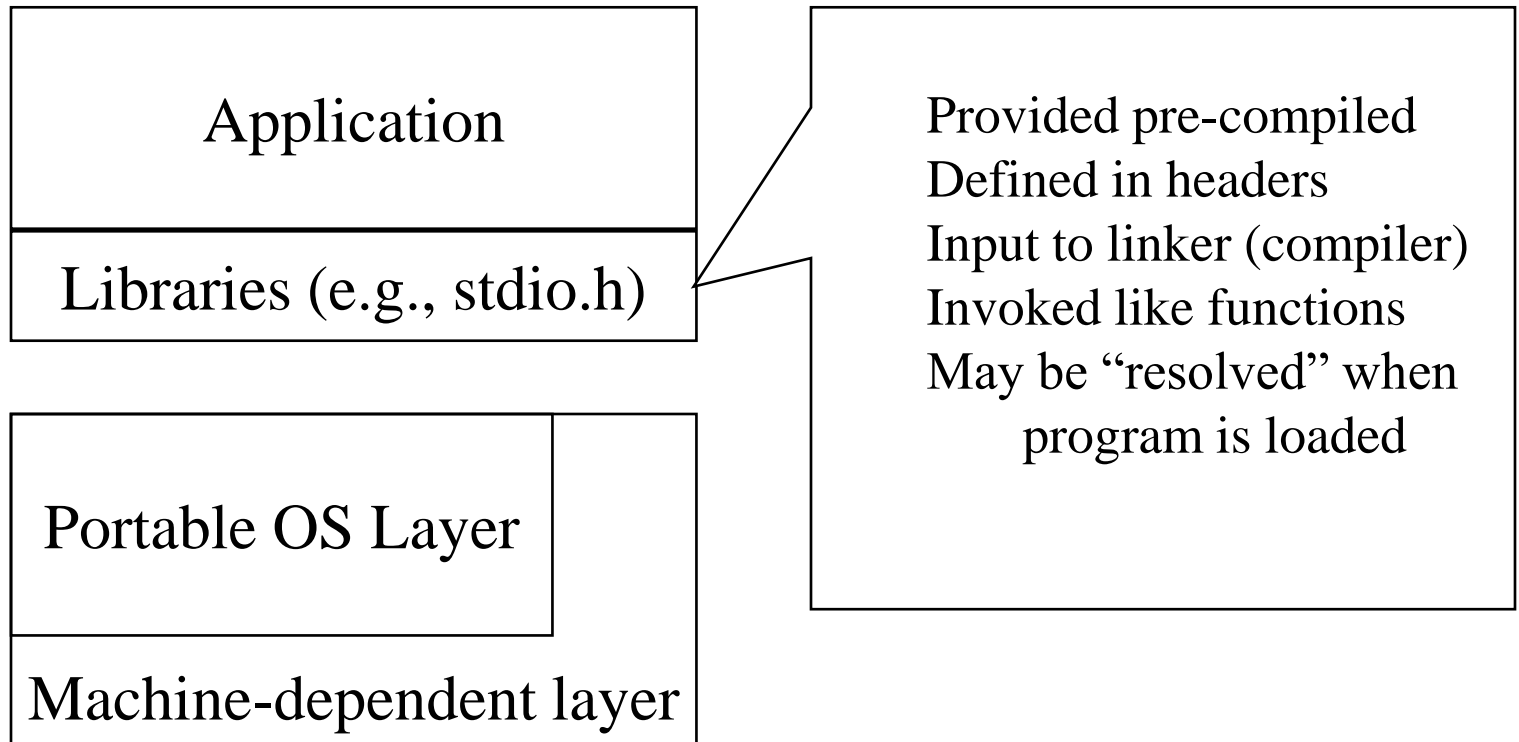 Application
Libraries (e.g., stdio.h)
Portable OS Layer
Machine-dependent layer
Provided pre-compiled
Defined in headers
Input to linker (compiler)
Invoked like functions
May be “resolved” when
program is loaded